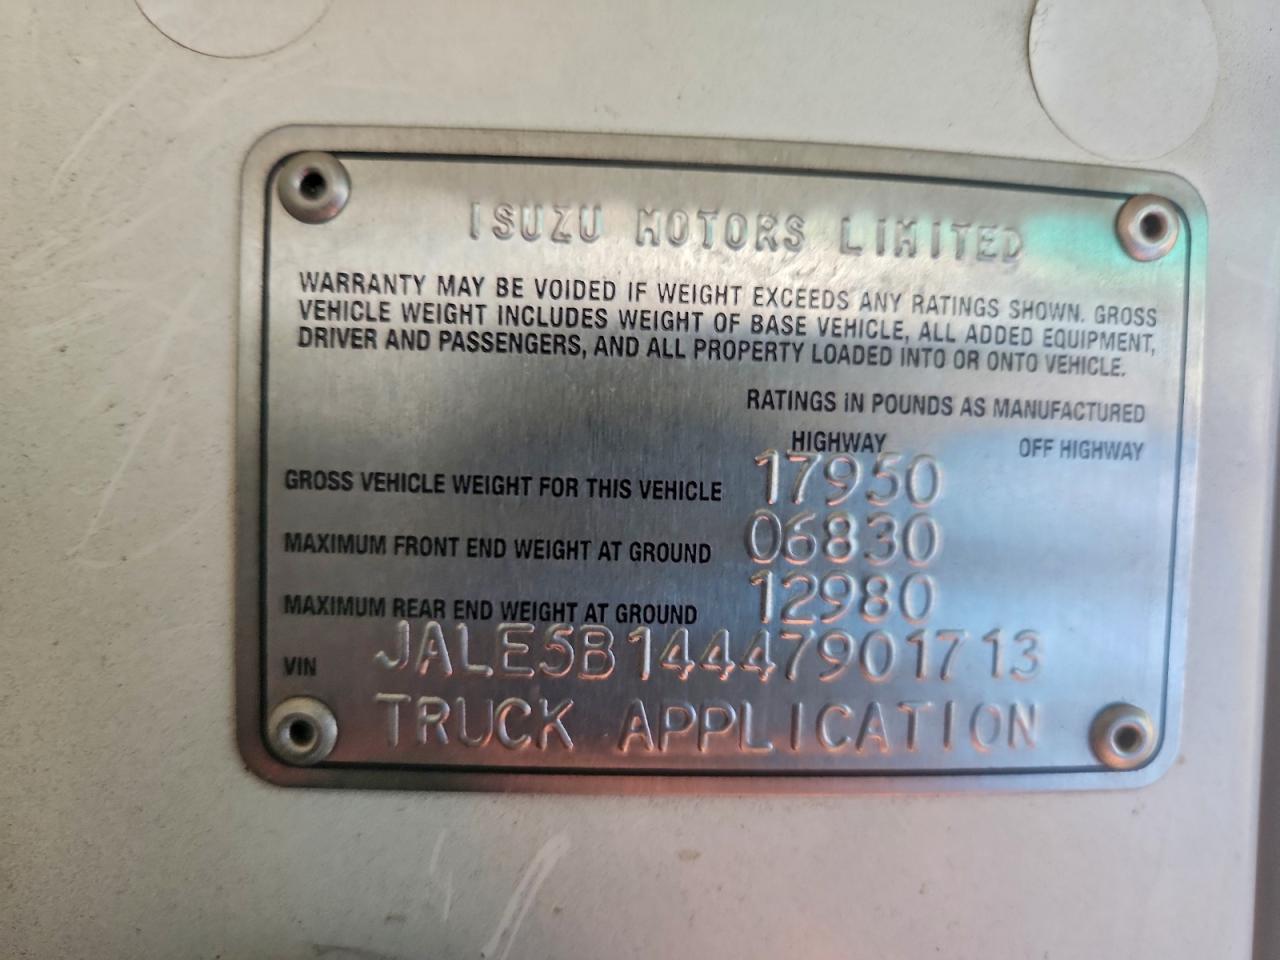 ISUZU MOTORS LIMITED
WARRANTY MAY BE VOIDED IF WEIGHT EXCEEDS ANY RATINGS SHOWN. GROSS
VEHICLE WEIGHT INCLUDES WEIGHT OF BASE VEHICLE, ALL ADDED EQUIPMENT,
DRIVER AND PASSENGERS, AND ALL PROPERTY LOADED INTO OR ONTO VEHICLE.
RATINGS IN POUNDS AS MANUFACTURED
HIGHWAY OFF HIGHWAY
GROSS VEHICLE WEIGHT FOR THIS VEHICLE 17950
MAXIMUM FRONT END WEIGHT AT GROUND 06830
MAXIMUM REAR END WEIGHT AT GROUND 12980
VIN JALE5B14447901713
TRUCK APPLICATION